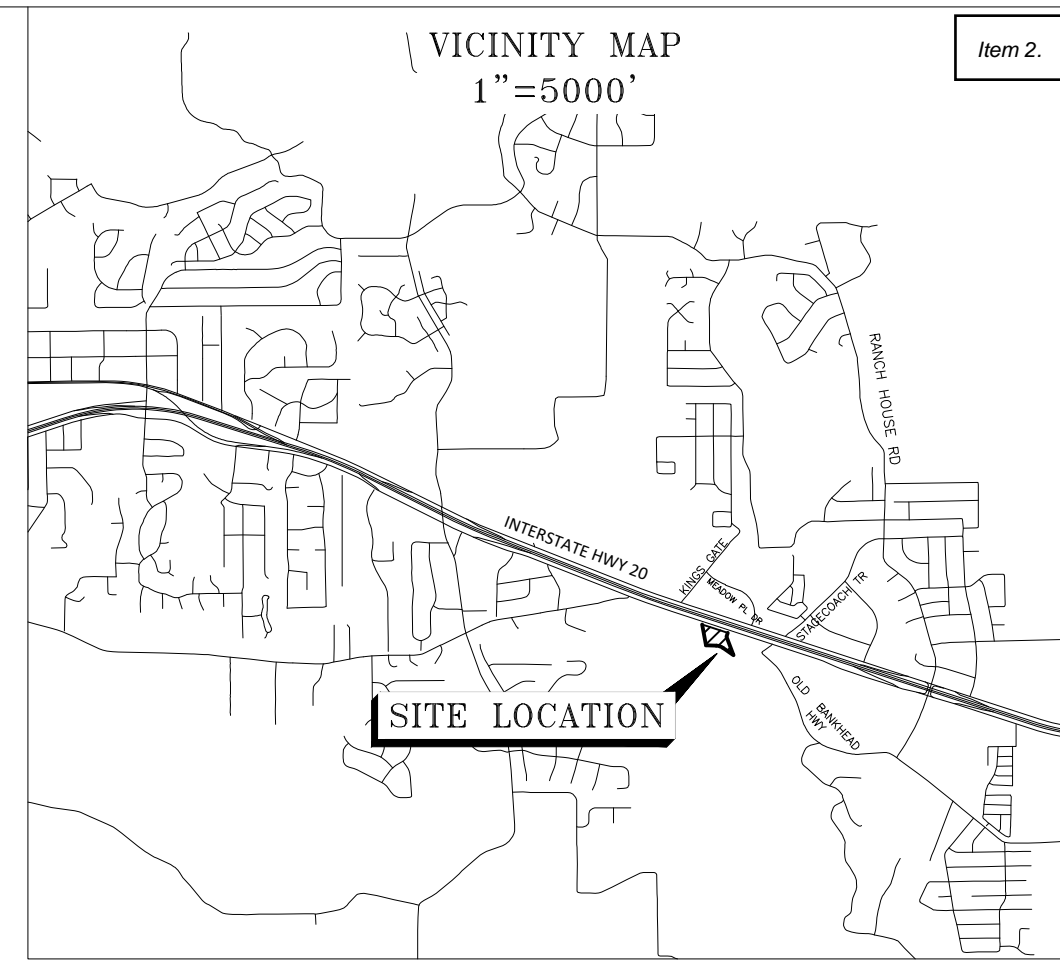 VICINITY MAP
1"=5000'
Item 2.
RANCH HOUSE RD
INTERSTATE HWY 20
KINGS GATE
MEADOW PL DR
STAGECOACH TR
SITE LOCATION
OLD BANKHEAD
HWY